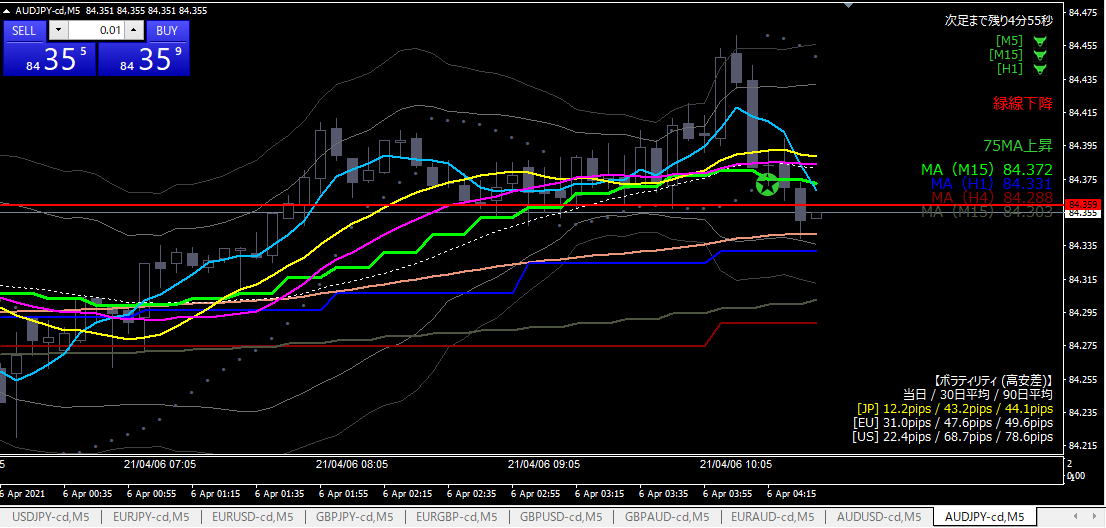 AUDJPY-cd,M5 84.351 84.355 84.351 84.355
SELL 0.01 BUY
84 35 5 84 35 9
次足まで残り4分55秒
[M5]
[M15]
[H1]
緑線下降
75MA上昇
MA (M15) 84.372
MA (H1) 84.331
MA (H4) 84.288
MA (M15) 84.303
84.475
84.455
84.435
84.415
84.395
84.375
84.359
84.355
84.335
84.315
84.295
84.275
84.255
84.235
84.215
【ボラティリティ (高安差)】
当日 / 30日平均 / 90日平均
[JP] 12.2pips / 43.2pips / 44.1pips
[EU] 31.0pips / 47.6pips / 49.6pips
[US] 22.4pips / 68.7pips / 78.6pips
5 21/04/06 07:05 21/04/06 08:05 21/04/06 09:05 21/04/06 10:05
2
0.00
6 Apr 2021 6 Apr 00:35 6 Apr 00:55 6 Apr 01:15 6 Apr 01:35 6 Apr 01:55 6 Apr 02:15 6 Apr 02:35 6 Apr 02:55 6 Apr 03:15 6 Apr 03:35 6 Apr 03:55 6 Apr 04:15
USDJPY-cd,M5 EURJPY-cd,M5 EURUSD-cd,M5 GBPJPY-cd,M5 EURGBP-cd,M5 GBPUSD-cd,M5 GBPAUD-cd,M5 EURAUD-cd,M5 AUDUSD-cd,M5 AUDJPY-cd,M5